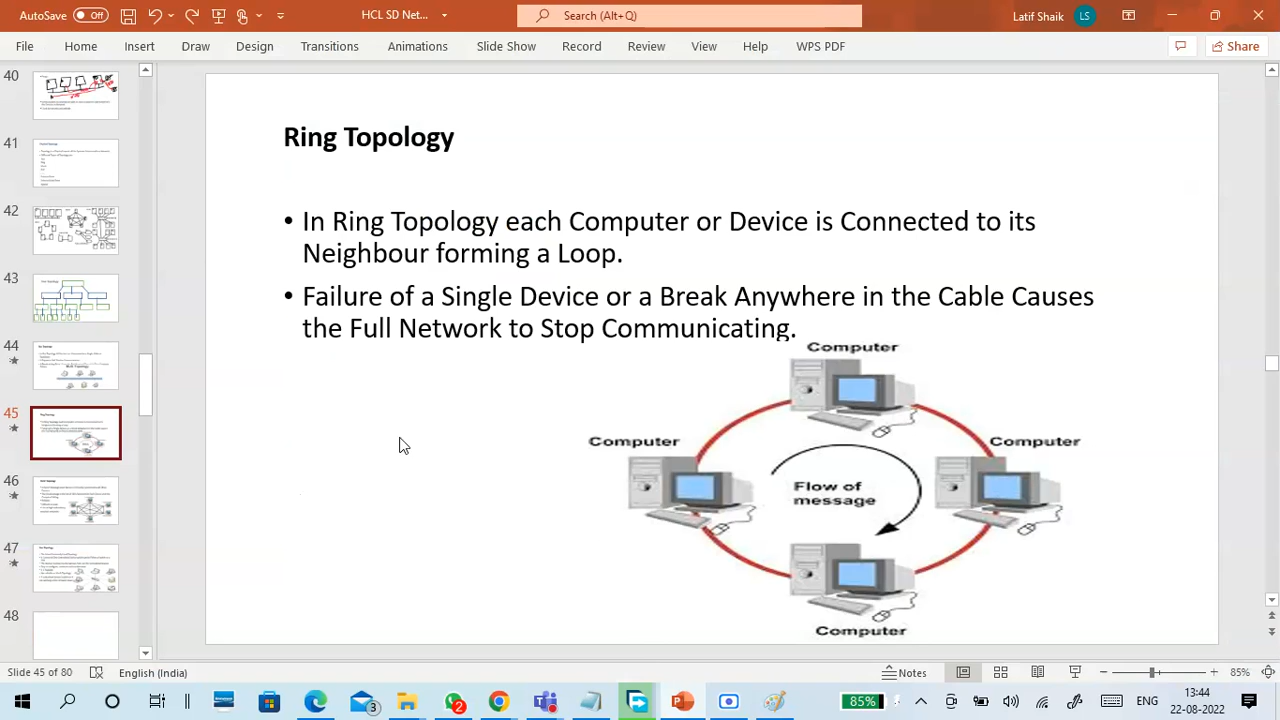 AutoSave Off
HCL SDN - HTTC
Search (Alt+Q)
Latif Shaik LS
File Home Insert Draw Design Transitions Animations Slide Show Record Review View Help WPS PDF Share
40
41
42
43
44
45
46
47
48
Ring Topology
• In Ring Topology each Computer or Device is Connected to its
Neighbour forming a Loop.
• Failure of a Single Device or a Break Anywhere in the Cable Causes
the Full Network to Stop Communicating.
Computer
Computer
Computer
Flow of
message
Computer
Slide 45 of 80 English (India) Notes 85%
3 2 85% ENG 13:44
22-08-2022